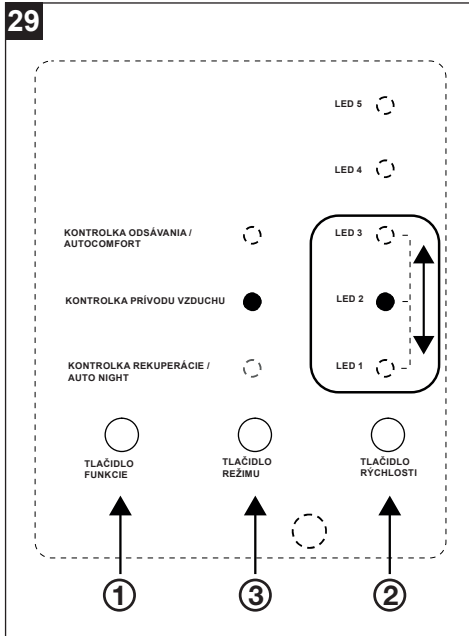 29
LED 5
LED 4
KONTROLKA ODSÁVANIA /
AUTOCOMFORT
LED 3
KONTROLKA PRÍVODU VZDUCHU
LED 2
KONTROLKA REKUPERÁCIE /
AUTO NIGHT
LED 1
TLAČIDLO
FUNKCIE
TLAČIDLO
REŽIMU
TLAČIDLO
RÝCHLOSTI
1
3
2